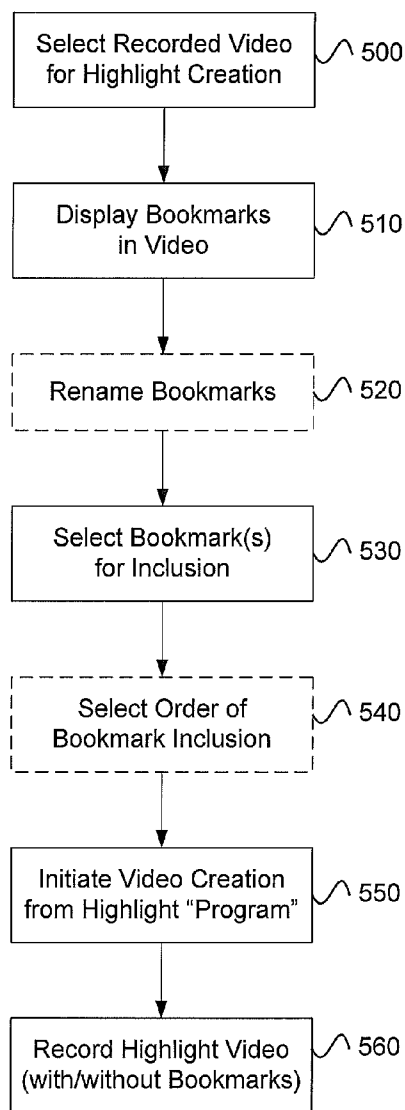 Select Recorded Video
for Highlight Creation
500
Display Bookmarks
in Video
510
Rename Bookmarks
520
Select Bookmark(s)
for Inclusion
530
Select Order of
Bookmark Inclusion
540
Initiate Video Creation
from Highlight “Program”
550
Record Highlight Video
(with/without Bookmarks)
560